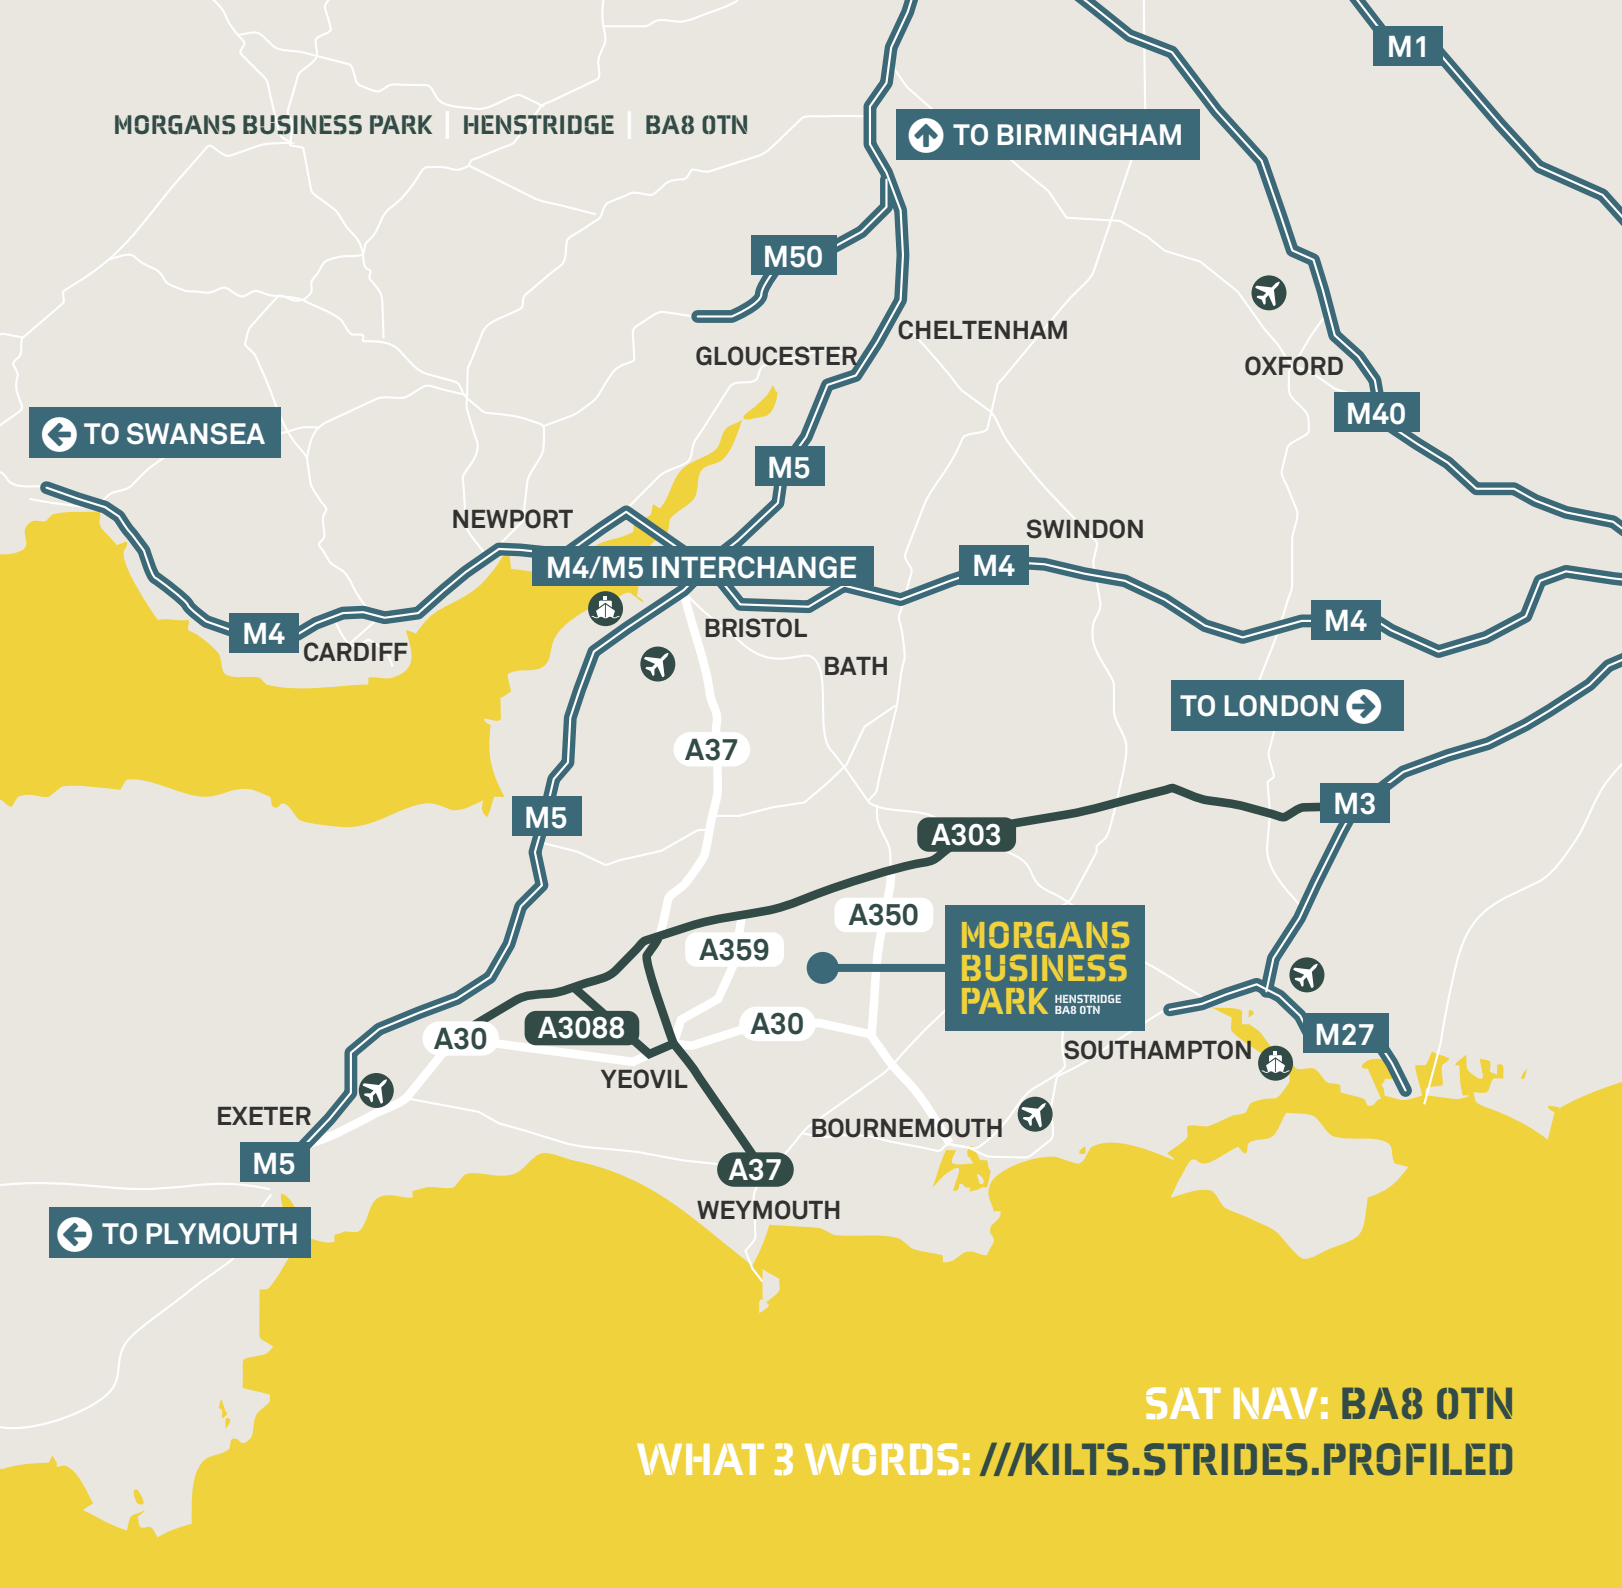 M1
MORGANS BUSINESS PARK | HENSTRIDGE | BA8 0TN
TO BIRMINGHAM
M50
CHELTENHAM
GLOUCESTER
OXFORD
M40
TO SWANSEA
M5
NEWPORT
SWINDON
M4/M5 INTERCHANGE
M4
M4
M4
BRISTOL
CARDIFF
BATH
TO LONDON
A37
M3
M5
A303
A350
MORGANS
BUSINESS
PARK
HENSTRIDGE
BA8 0TN
A359
A30
A3088
A30
M27
SOUTHAMPTON
YEOVIL
EXETER
BOURNEMOUTH
M5
A37
WEYMOUTH
TO PLYMOUTH
SAT NAV: BA8 0TN
WHAT 3 WORDS: ///KILTS.STRIDES.PROFILED